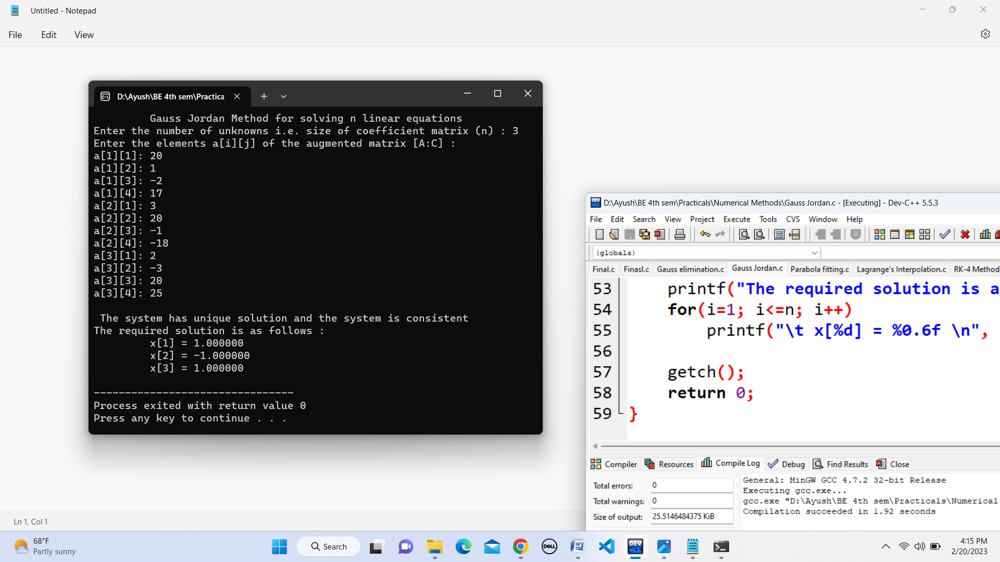 Untitled - Notepad
File Edit View
D:\Ayush\BE 4th sem\Practica
Gauss Jordan Method for solving n linear equations
Enter the number of unknowns i.e. size of coefficient matrix (n) : 3
Enter the elements a[i][j] of the augmented matrix [A:C] :
a[1][1]: 20
a[1][2]: 1
a[1][3]: -2
a[1][4]: 17
a[2][1]: 3
a[2][2]: 20
a[2][3]: -1
a[2][4]: -18
a[3][1]: 2
a[3][2]: -3
a[3][3]: 20
a[3][4]: 25
The system has unique solution and the system is consistent
The required solution is as follows :
x[1] = 1.000000
x[2] = -1.000000
x[3] = 1.000000
--------------------------------
Process exited with return value 0
Press any key to continue . . .
D:\Ayush\BE 4th sem\Practicals\Numerical Methods\Gauss Jordan.c - [Executing] - Dev-C++ 5.5.3
File Edit Search View Project Execute Tools CVS Window Help
(globals)
Final.c Finasl.c Gauss elimination.c Gauss Jordan.c Parabola fitting.c Lagrange's Interpolation.c RK-4 Method
53 printf("The required solution is a
54 for(i=1; i<=n; i++)
55 printf("\t x[%d] = %0.6f \n",
56
57 getch();
58 return 0;
59 }
Compiler Resources Compile Log Debug Find Results Close
Total errors: 0
Total warnings: 0
Size of output: 25.5146484375 KiB
General: MinGW GCC 4.7.2 32-bit Release
Executing gcc.exe...
gcc.exe "D:\Ayush\BE 4th sem\Practicals\Numerical
Compilation succeeded in 1.92 seconds
Ln 1, Col 1
68°F
Partly sunny
Search
DELL
DEV
C++
4:15 PM
2/20/2023